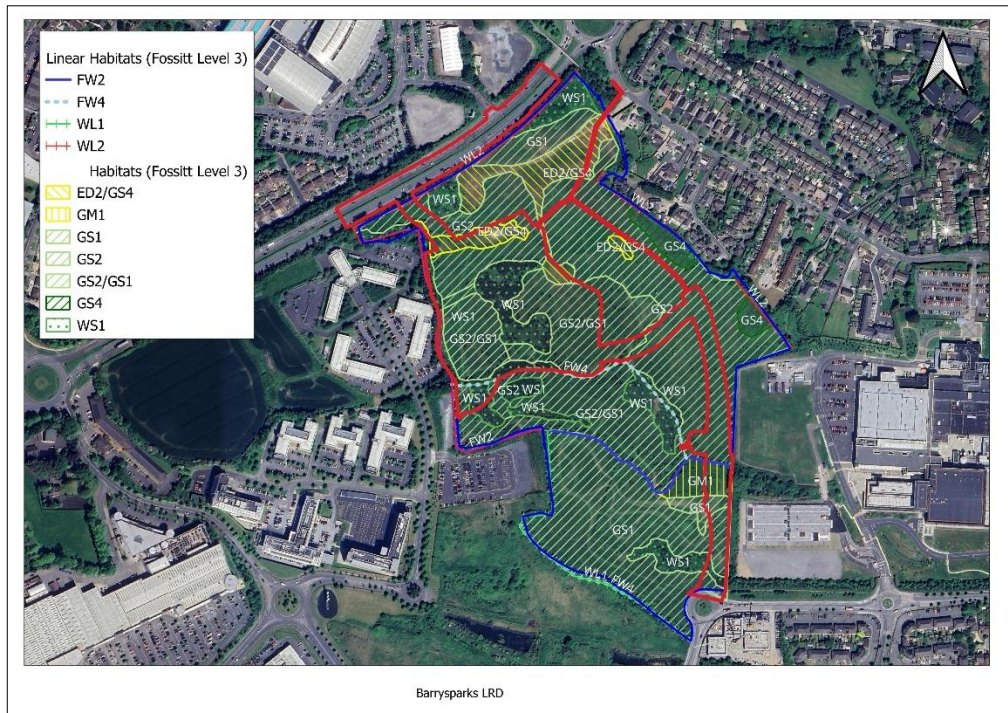 Linear Habitats (Fossitt Level 3)
FW2
FW4
WL1
WL2
Habitats (Fossitt Level 3)
ED2/GS4
GM1
GS1
GS2
GS2/GS1
GS4
WS1
WS1
WL2
GS1
ED2/GS4
WS1
GS2
ED2/GS4
ED2/GS4
GS4
WS1
WS1
GS2/GS1
GS2/GS1
GS2
GS4
FW4
WS1
GS2 WS1
WS1
WS1
WS1
GS2/GS1
FW2
GM1
GS1
GS1
WS1
WL1 FW4
Barrysparks LRD